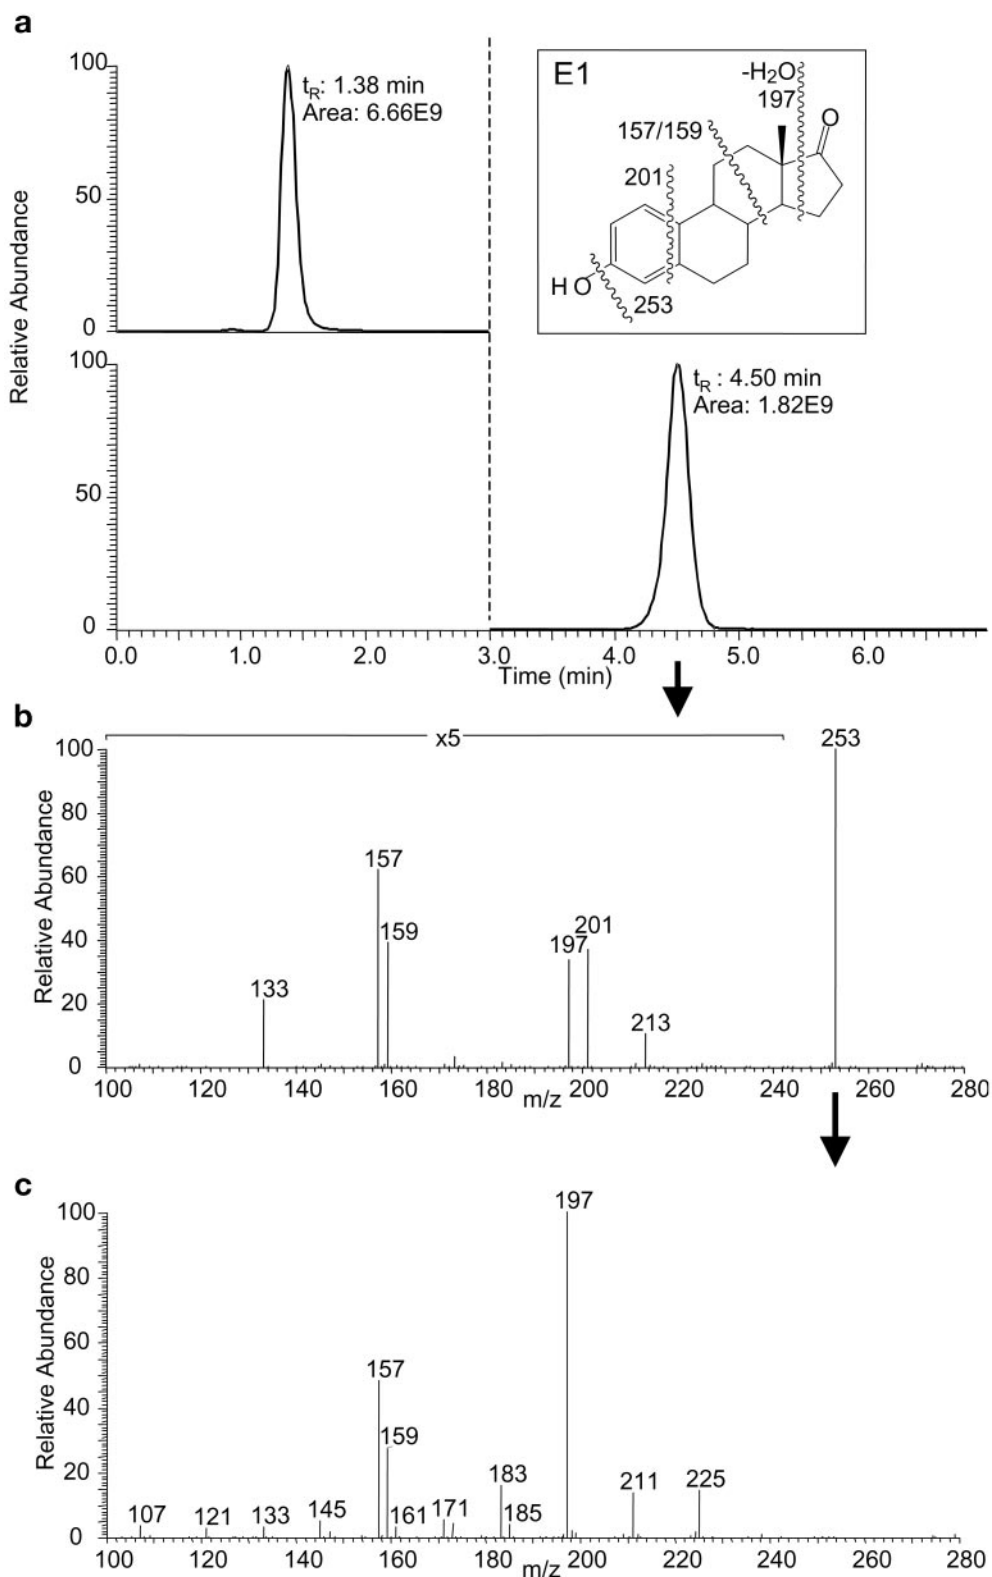 a
Relative Abundance
100
50
0
t_R: 1.38 min
Area: 6.66E9
E1
-H₂O
197
157/159
201
O
H O
253
100
50
0
t_R : 4.50 min
Area: 1.82E9
0.0 1.0 2.0 3.0 4.0 5.0 6.0
Time (min)
b
Relative Abundance
x5
100
80
60
40
20
0
133
157
159
197
201
213
253
100 120 140 160 180 200 220 240 260 280
m/z
c
Relative Abundance
100
80
60
40
20
0
107
121
133
145
157
159
161
171
183
185
197
211
225
100 120 140 160 180 200 220 240 260 280
m/z